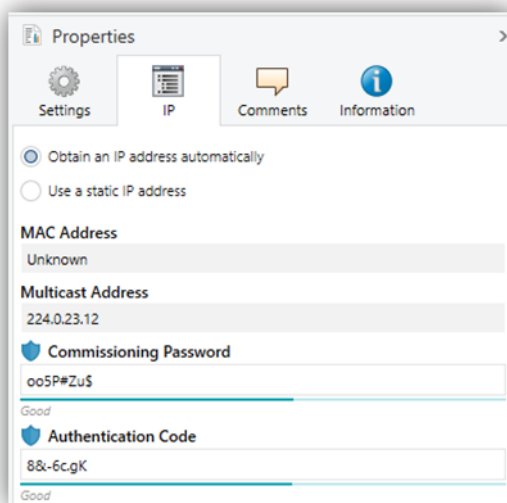 Properties
Settings IP Comments Information
Obtain an IP address automatically
Use a static IP address
MAC Address
Unknown
Multicast Address
224.0.23.12
Commissioning Password
oo5P#Zu$
Good
Authentication Code
8&-6c.gK
Good